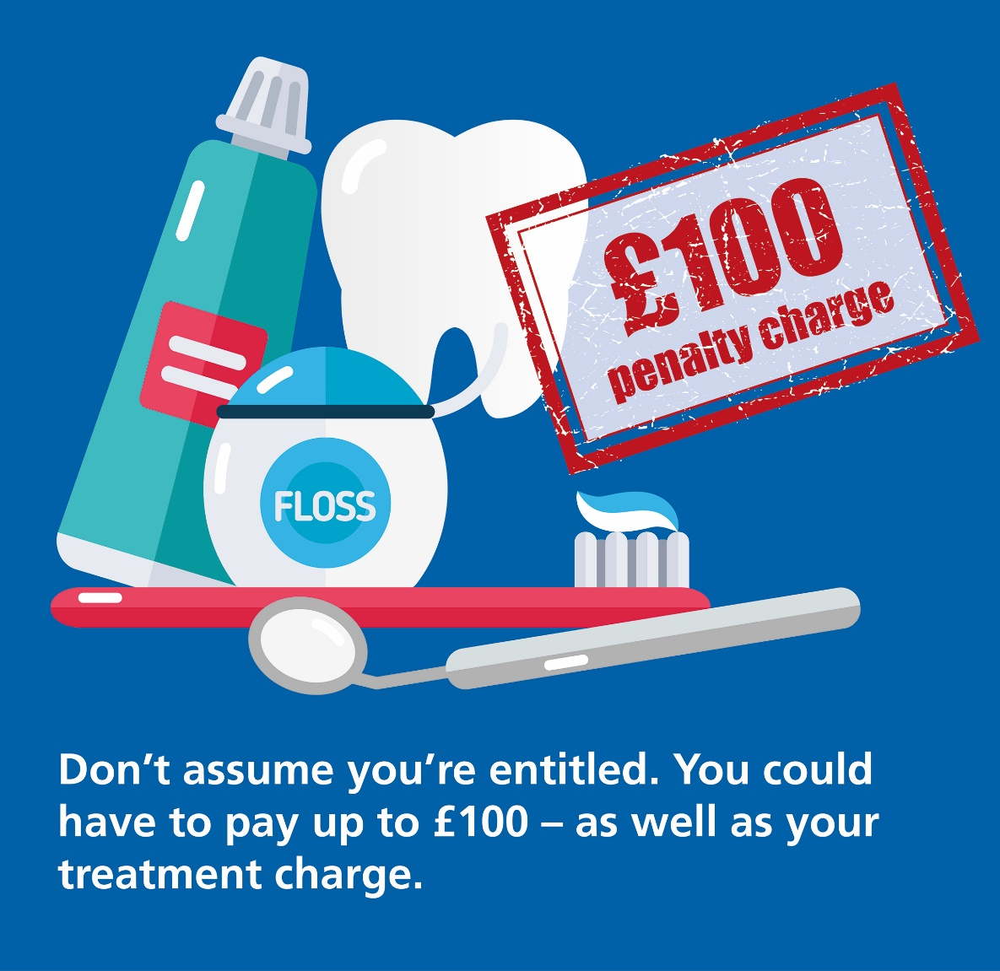 £100
penalty charge
FLOSS
Don’t assume you’re entitled. You could
have to pay up to £100 – as well as your
treatment charge.